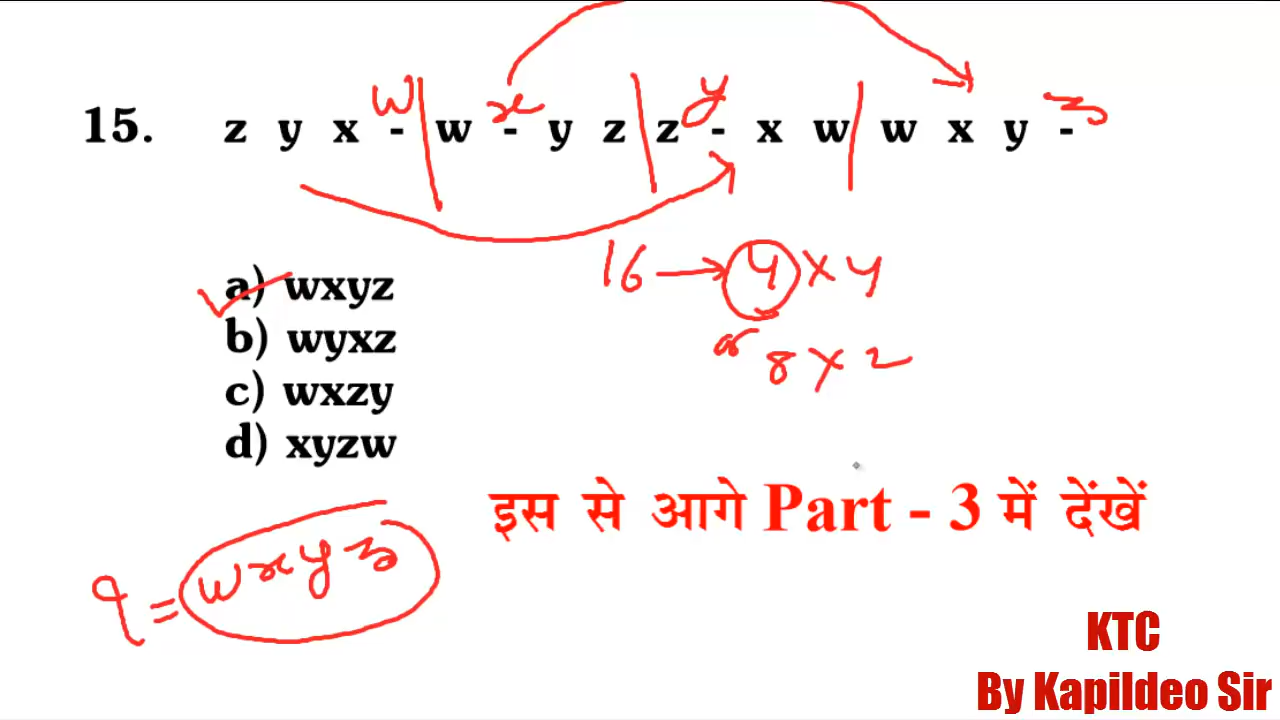 w x y z
15. z y x - w - y z z - x w w x y -
16 → 4 x 4
a) wxyz
b) wyxz
or 8 x 2
c) wxzy
d) xyzw
इस से आगे Part - 3 में देंखें
q = wxyz
KTC
By Kapildeo Sir